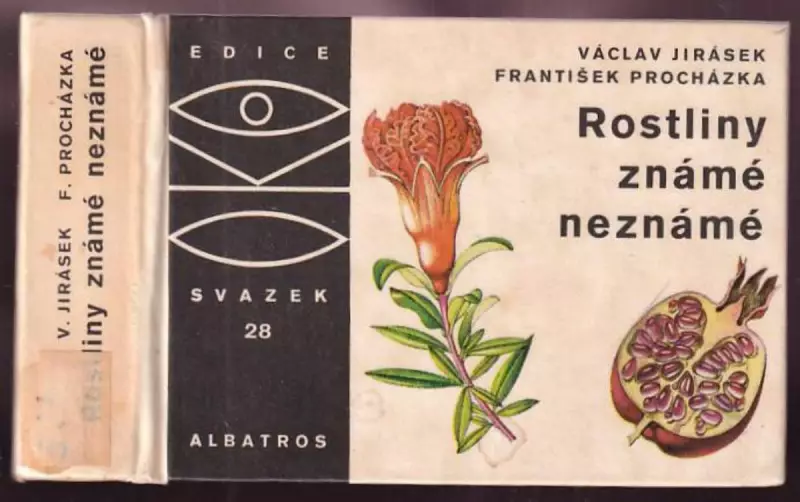 V. JIRÁSEK F. PROCHÁZKA
Rostliny známé neznámé
EDICE
SVAZEK
28
ALBATROS
VÁCLAV JIRÁSEK
FRANTIŠEK PROCHÁZKA
Rostliny
známé
neznámé